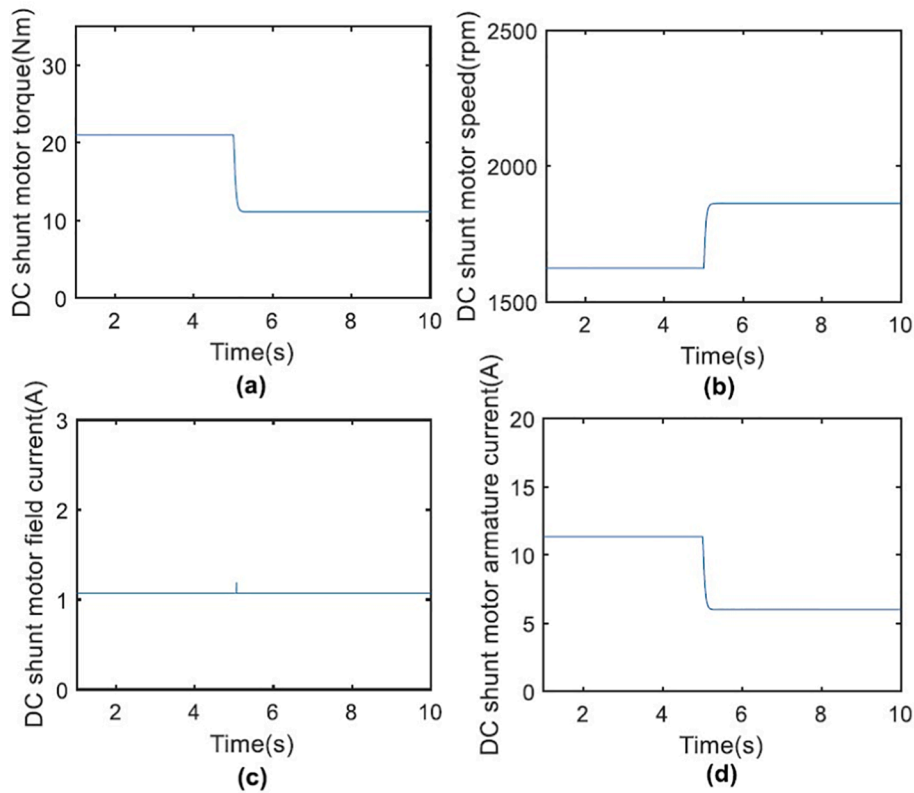 DC shunt motor torque(Nm)
30
20
10
0
2 4 6 8 10
Time(s)
(a)
DC shunt motor speed(rpm)
2500
2000
1500
2 4 6 8 10
Time(s)
(b)
DC shunt motor field current(A)
3
2
1
0
2 4 6 8 10
Time(s)
(c)
DC shunt motor armature current(A)
20
15
10
5
0
2 4 6 8 10
Time(s)
(d)